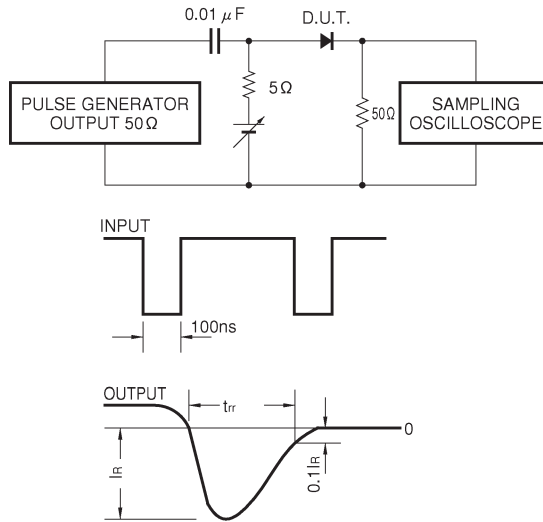 0.01 μF
D.U.T.
5Ω
50Ω
PULSE GENERATOR
OUTPUT 50Ω
SAMPLING
OSCILLOSCOPE
INPUT
100ns
OUTPUT
trr
0
IR
0.1IR